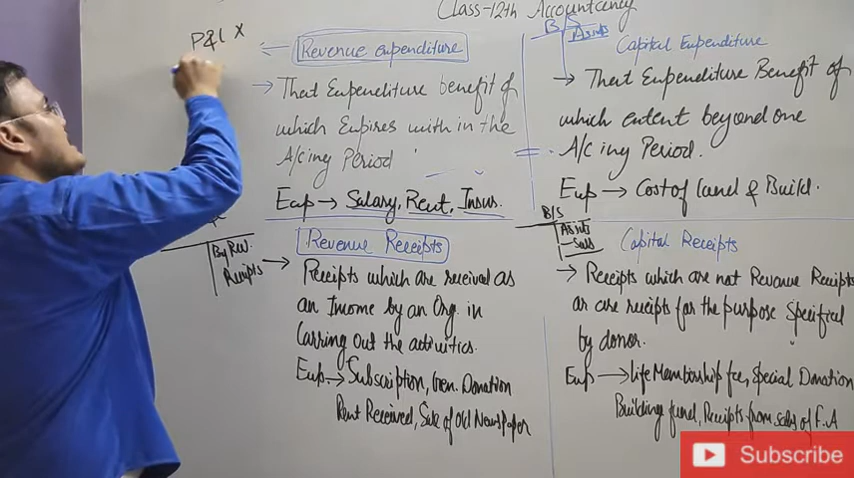 Class-12th Accountancy
P&L X
Revenue expenditure
That Expenditure benefit of
which Expires with in the
A/cing Period
Exp → Salary, Rent, Insur.
B/S
Assets
Capital Expenditure
→ That Expenditure Benefit of
which extent beyond one
A/c ing Period.
Exp → Cost of land & Build.
By Rev.
Receipts
Revenue Receipts
Receipts which are received as
an Income by an Org. in
Carring out the activities.
Exp. → Subscription, Gen. Donation
Rent Received, Sale of Old Newspaper
B/S
Assets
Capital Receipts
→ Receipts which are not Revenue Receipts
or are receipts for the purpose Specified
by donor.
Exp → Life Membership fee, Special Donation
Building fund, Receipts from sales of F.A
Subscribe